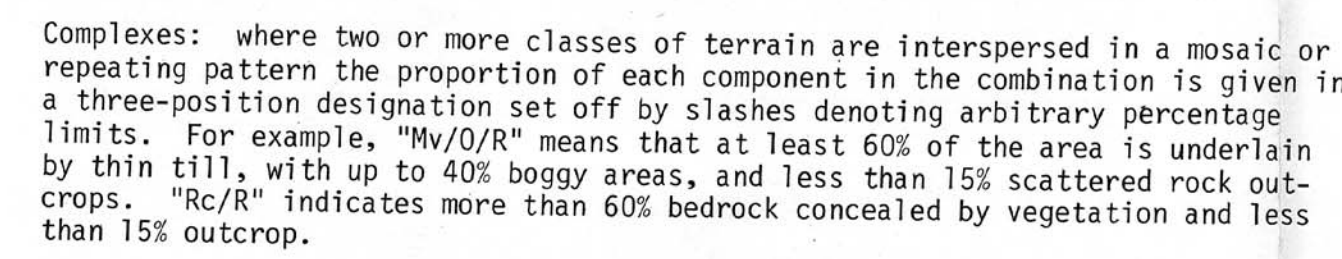 Complexes: where two or more classes of terrain are interspersed in a mosaic or
repeating pattern the proportion of each component in the combination is given in
a three-position designation set off by slashes denoting arbitrary percentage
limits. For example, "Mv/O/R" means that at least 60% of the area is underlain
by thin till, with up to 40% boggy areas, and less than 15% scattered rock out-
crops. "Rc/R" indicates more than 60% bedrock concealed by vegetation and less
than 15% outcrop.